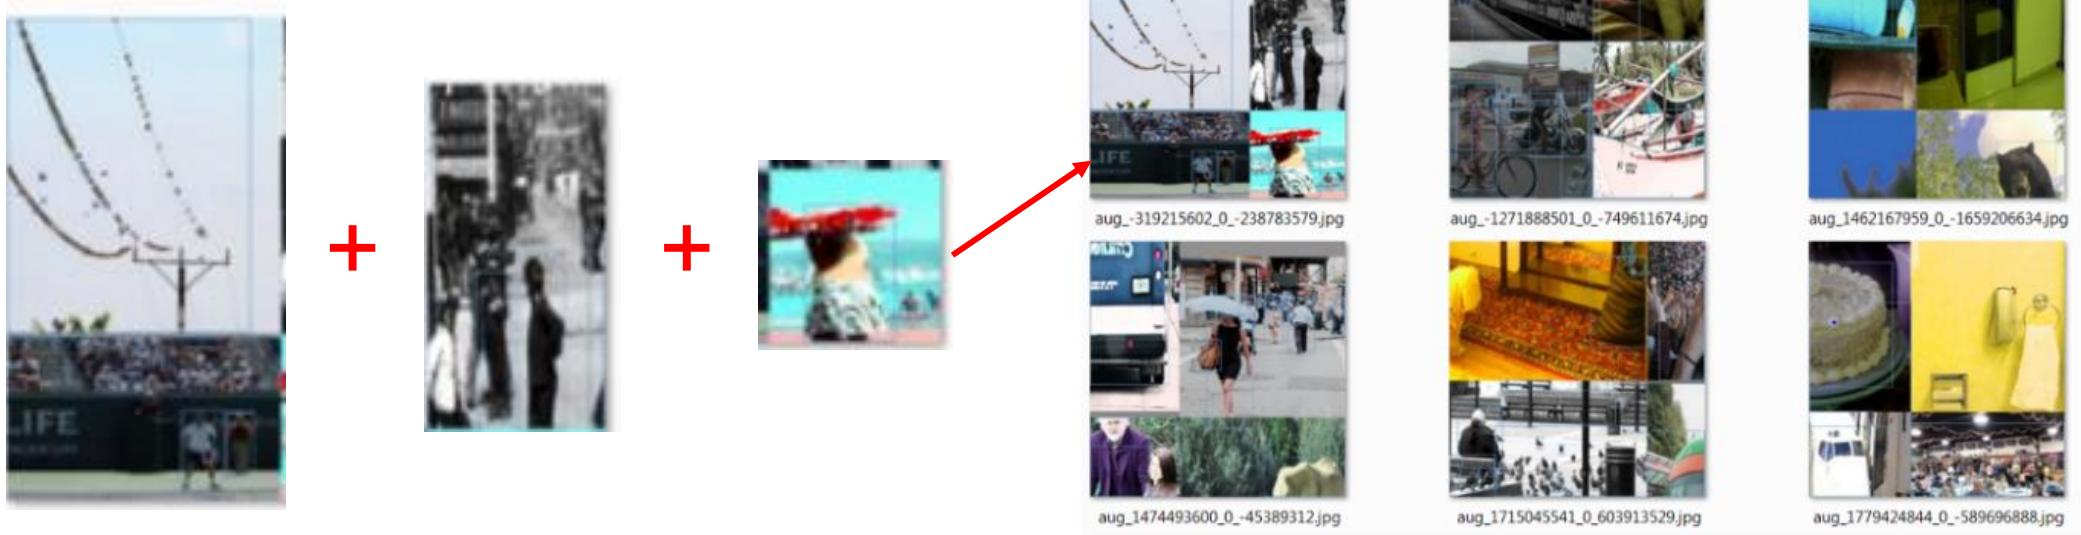 +
+
LIFE
LIFE
aug_-319215602_0_-238783579.jpg
aug_-1271888501_0_-749611674.jpg
aug_1462167959_0_-1659206634.jpg
aug_1474493600_0_-45389312.jpg
aug_1715045541_0_603913529.jpg
aug_1779424844_0_-589696888.jpg